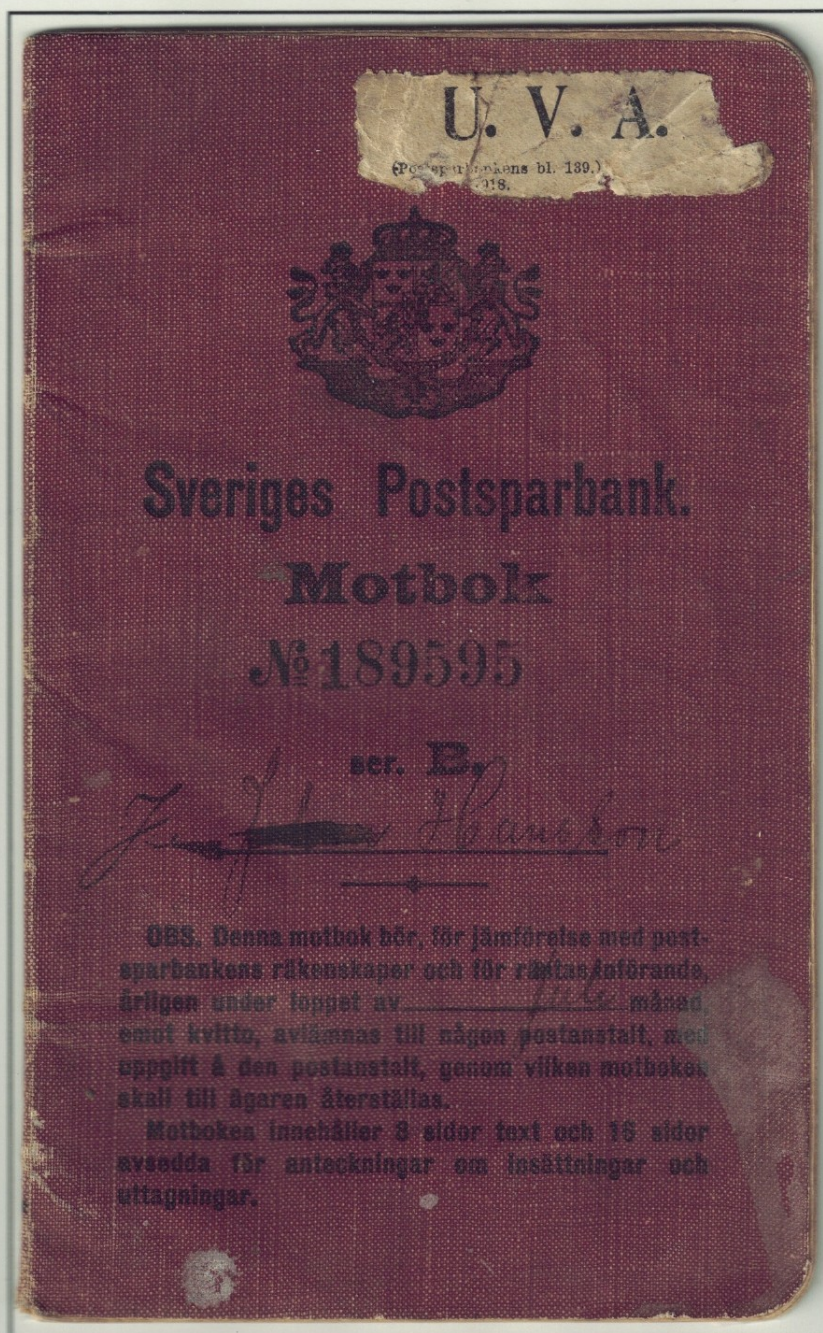 U. V. A.
(Postsparbankens bl. 139.)
918.
Sveriges Postsparbank.
Motbok
№ 189595
ser. B.
J. Hansson
OBS. Denna motbok bör, för jämförelse med post-
sparbankens räkenskaper och för räntas införande,
årligen under loppet av Juli månad,
emot kvitto, avlämnas till någon postanstalt, med
uppgift å den postanstalt, genom vilken motboken
skall till ägaren återställas.
Motboken innehåller 8 sidor text och 16 sidor
avsedda för anteckningar om insättningar och
uttagningar.